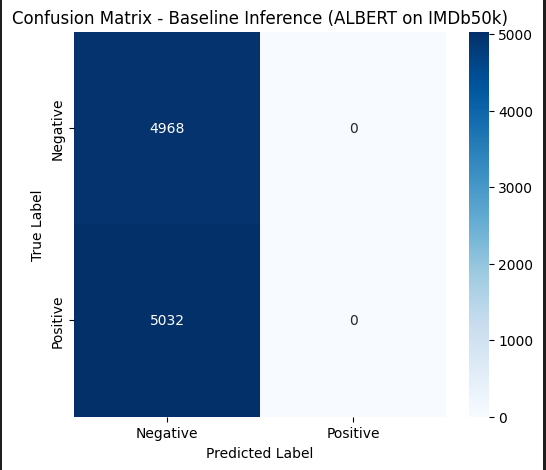 Confusion Matrix - Baseline Inference (ALBERT on IMDb50k)
True Label
Negative
Positive
4968
0
5032
0
Negative
Positive
Predicted Label
5000
4000
3000
2000
1000
0